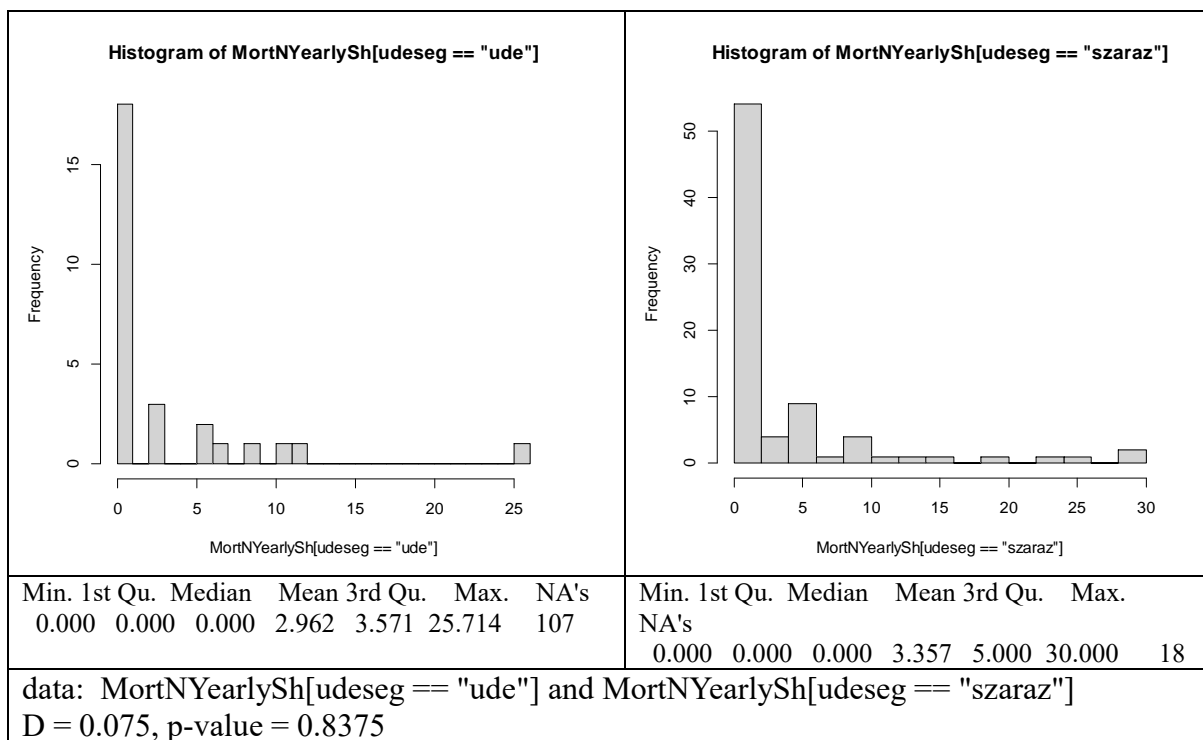 Histogram of MortNYearlySh[udeseg == "ude"]
Frequency
15
10
5
0
0 5 10 15 20 25
MortNYearlySh[udeseg == "ude"]
Histogram of MortNYearlySh[udeseg == "szaraz"]
Frequency
50
40
30
20
10
0
0 5 10 15 20 25 30
MortNYearlySh[udeseg == "szaraz"]
Min. 1st Qu. Median Mean 3rd Qu. Max. NA's
0.000 0.000 0.000 2.962 3.571 25.714 107
Min. 1st Qu. Median Mean 3rd Qu. Max.
NA's
0.000 0.000 0.000 3.357 5.000 30.000 18
data: MortNYearlySh[udeseg == "ude"] and MortNYearlySh[udeseg == "szaraz"]
D = 0.075, p-value = 0.8375